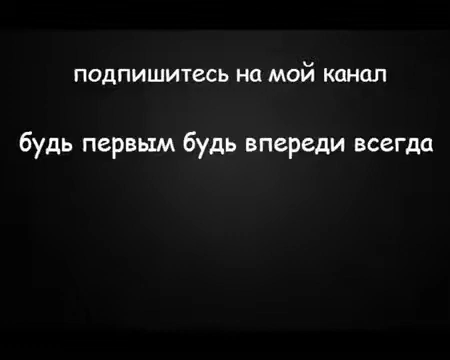 подпишитесь на мой канал
будь первым будь впереди всегда